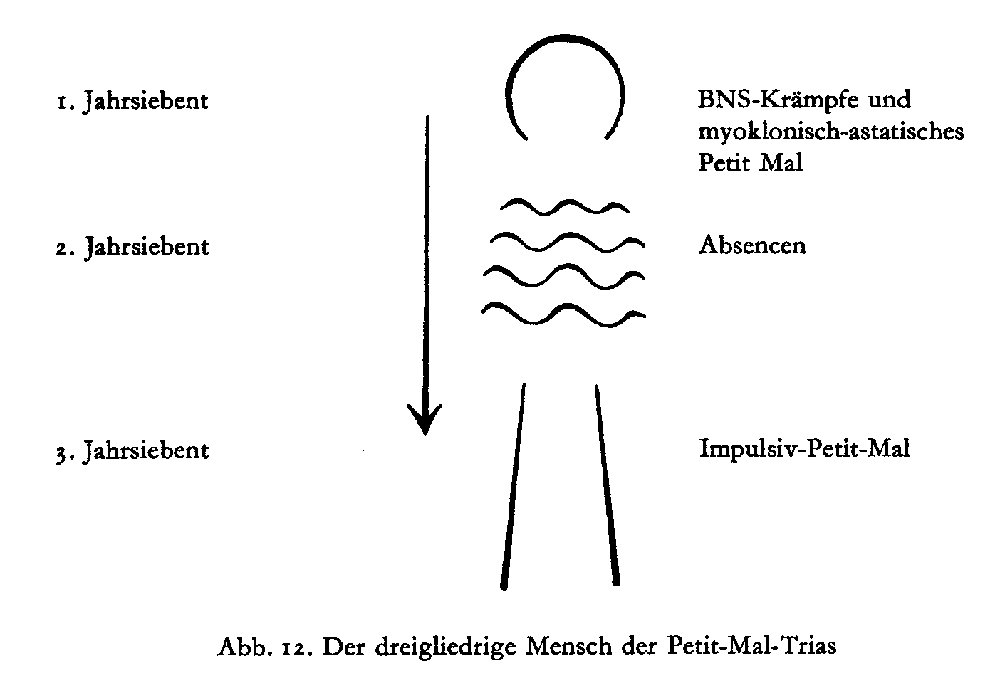 1. Jahrsiebent
BNS-Krämpfe und
myoklonisch-astatisches
Petit Mal
2. Jahrsiebent
Absencen
3. Jahrsiebent
Impulsiv-Petit-Mal
Abb. 12. Der dreigliedrige Mensch der Petit-Mal-Trias